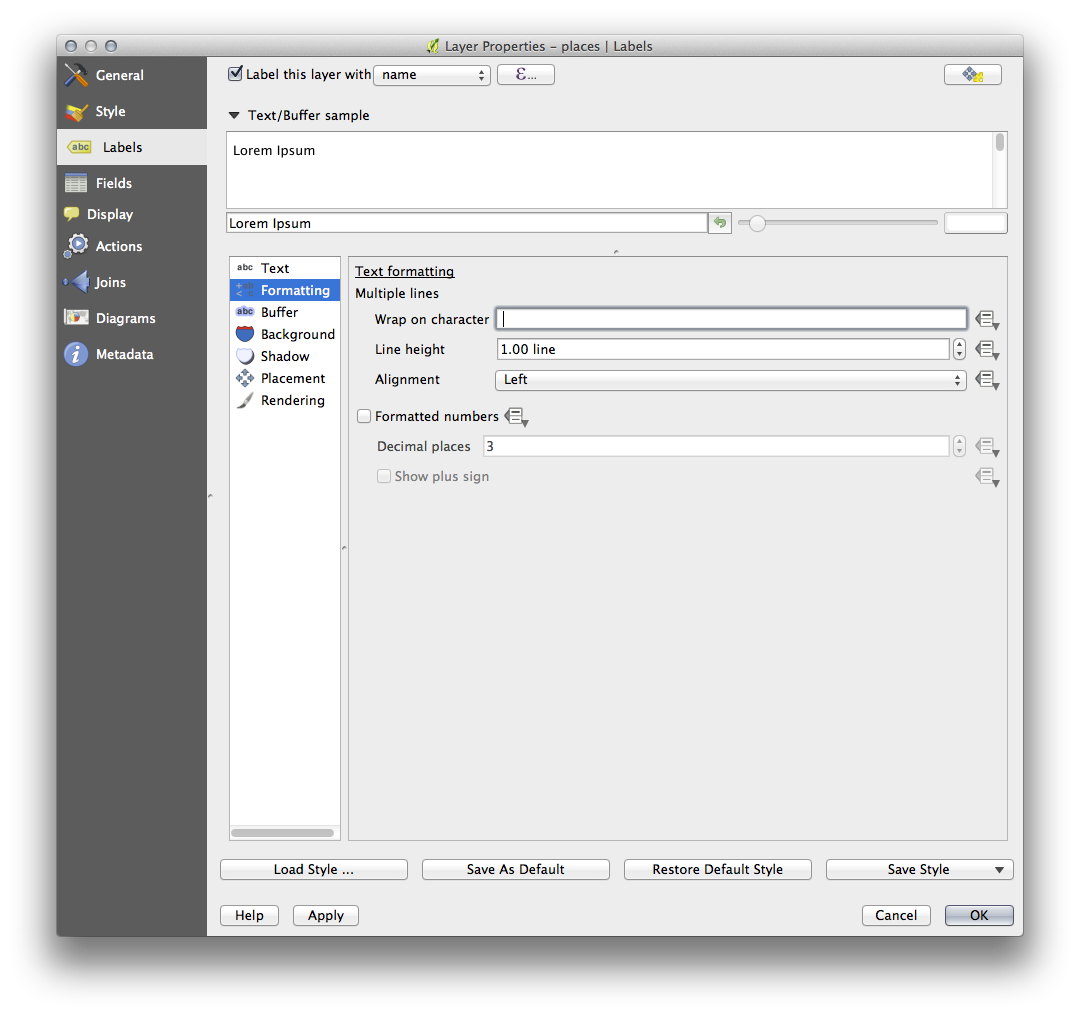 Layer Properties – places | Labels
General
Style
abc Labels
Fields
Display
Actions
Joins
Diagrams
i Metadata
Label this layer with name ε...
Text/Buffer sample
Lorem Ipsum
Lorem Ipsum
abc Text
Formatting
abc Buffer
Background
Shadow
Placement
Rendering
Text formatting
Multiple lines
Wrap on character
Line height 1.00 line
Alignment Left
Formatted numbers
Decimal places 3
Show plus sign
Load Style ... Save As Default Restore Default Style Save Style
Help Apply Cancel OK